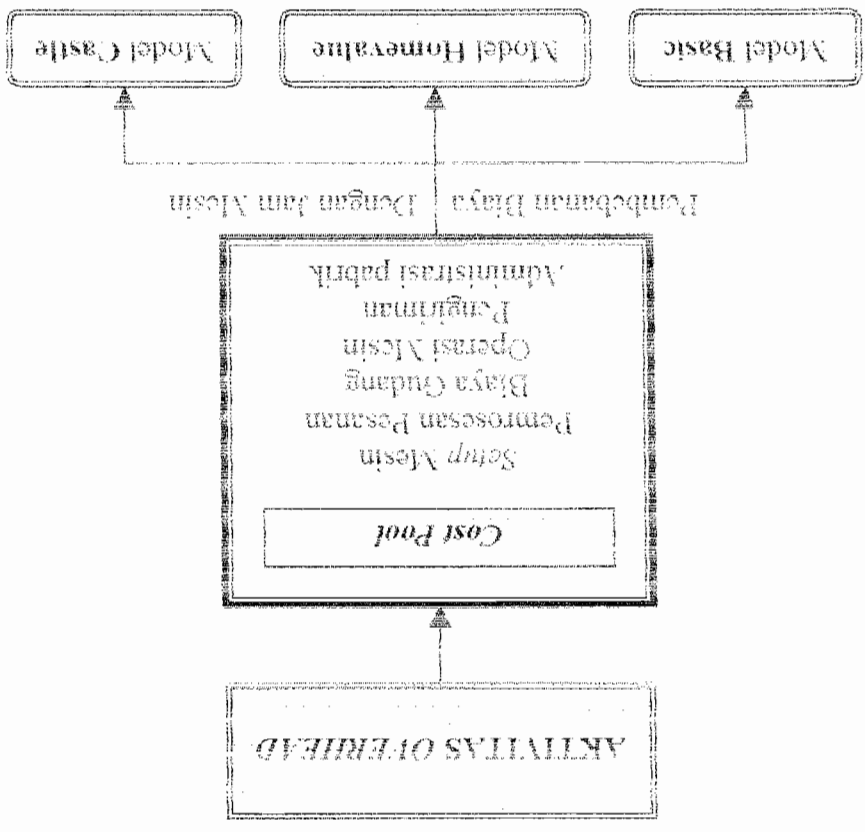 AKTIVITAS OVERHEAD
Cost Pool
Setup Mesin
Pemrosesan Pesanan
Biaya Gudang
Operasi Mesin
Pengiriman
Administrasi pabrik
Pembebanan Biaya Dengan Jam Mesin
Model Basic
Model Homevalue
Model Castle